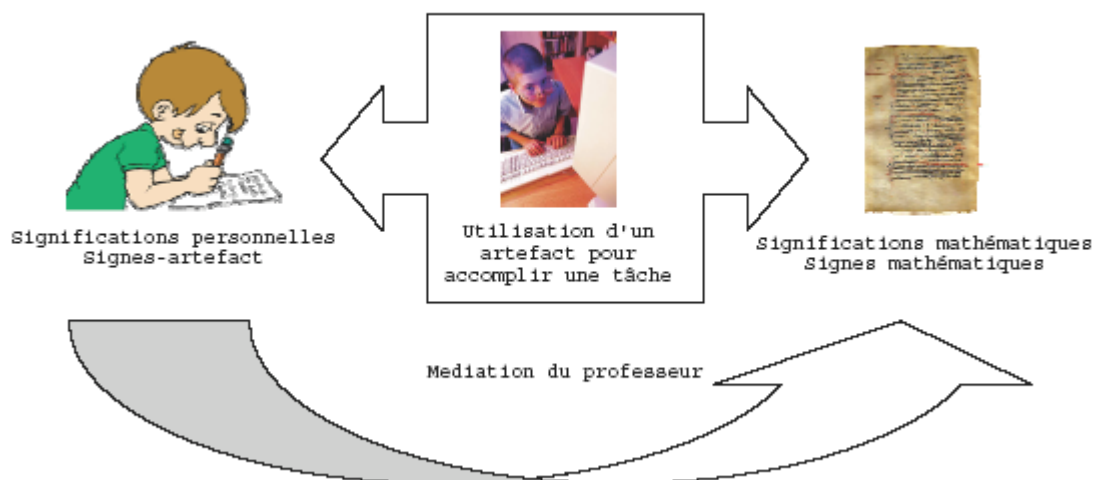 Significations personnelles
Signes-artefact
Utilisation d'un
artefact pour
accomplir une tâche
Significations mathématiques
Signes mathématiques
Mediation du professeur